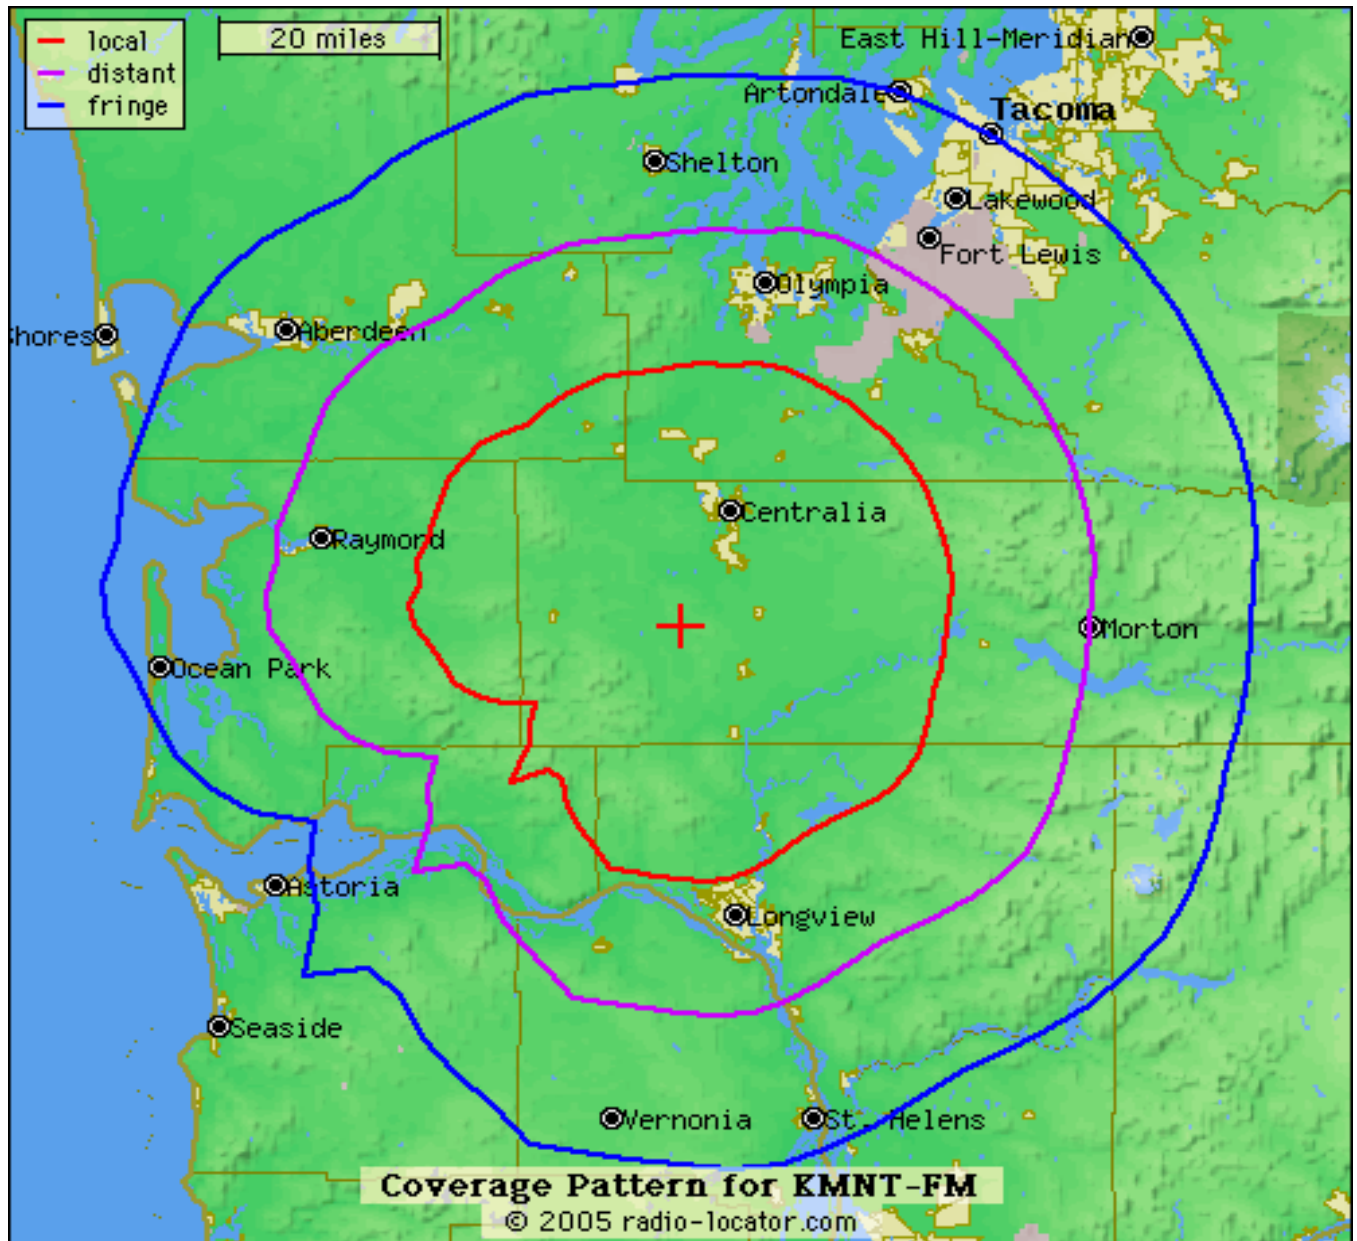 local
distant
fringe
20 miles
East Hill-Meridian
Artondale
Tacoma
Shelton
Lakewood
Fort Lewis
Olympia
Shores
Aberdeen
Centralia
Raymond
Morton
Ocean Park
Astoria
Longview
Seaside
Vernonia
St. Helens
Coverage Pattern for KMNT-FM
© 2005 radio-locator.com